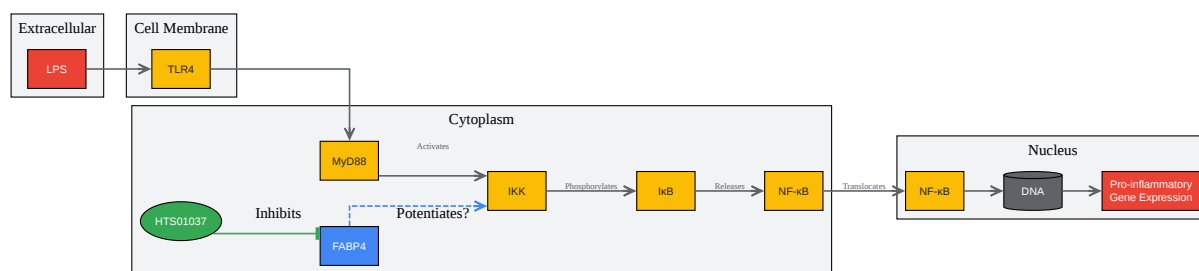 Extracellular
LPS
Cell Membrane
TLR4
Cytoplasm
MyD88
Activates
IKK
Phosphorylates
IκB
Releases
NF-κB
Translocates
HTS01037
Inhibits
FABP4
Potentiates?
Nucleus
NF-κB
DNA
Pro-inflammatory
Gene Expression